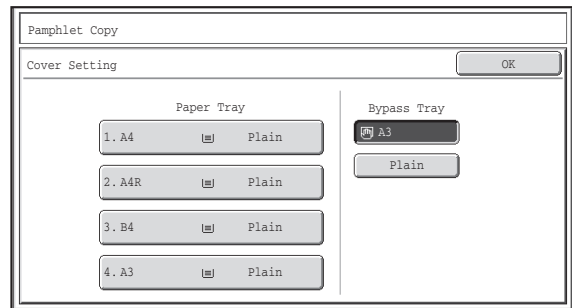 Pamphlet Copy
Cover Setting
OK
Paper Tray
1. A4 Plain
2. A4R Plain
3. B4 Plain
4. A3 Plain
Bypass Tray
A3
Plain